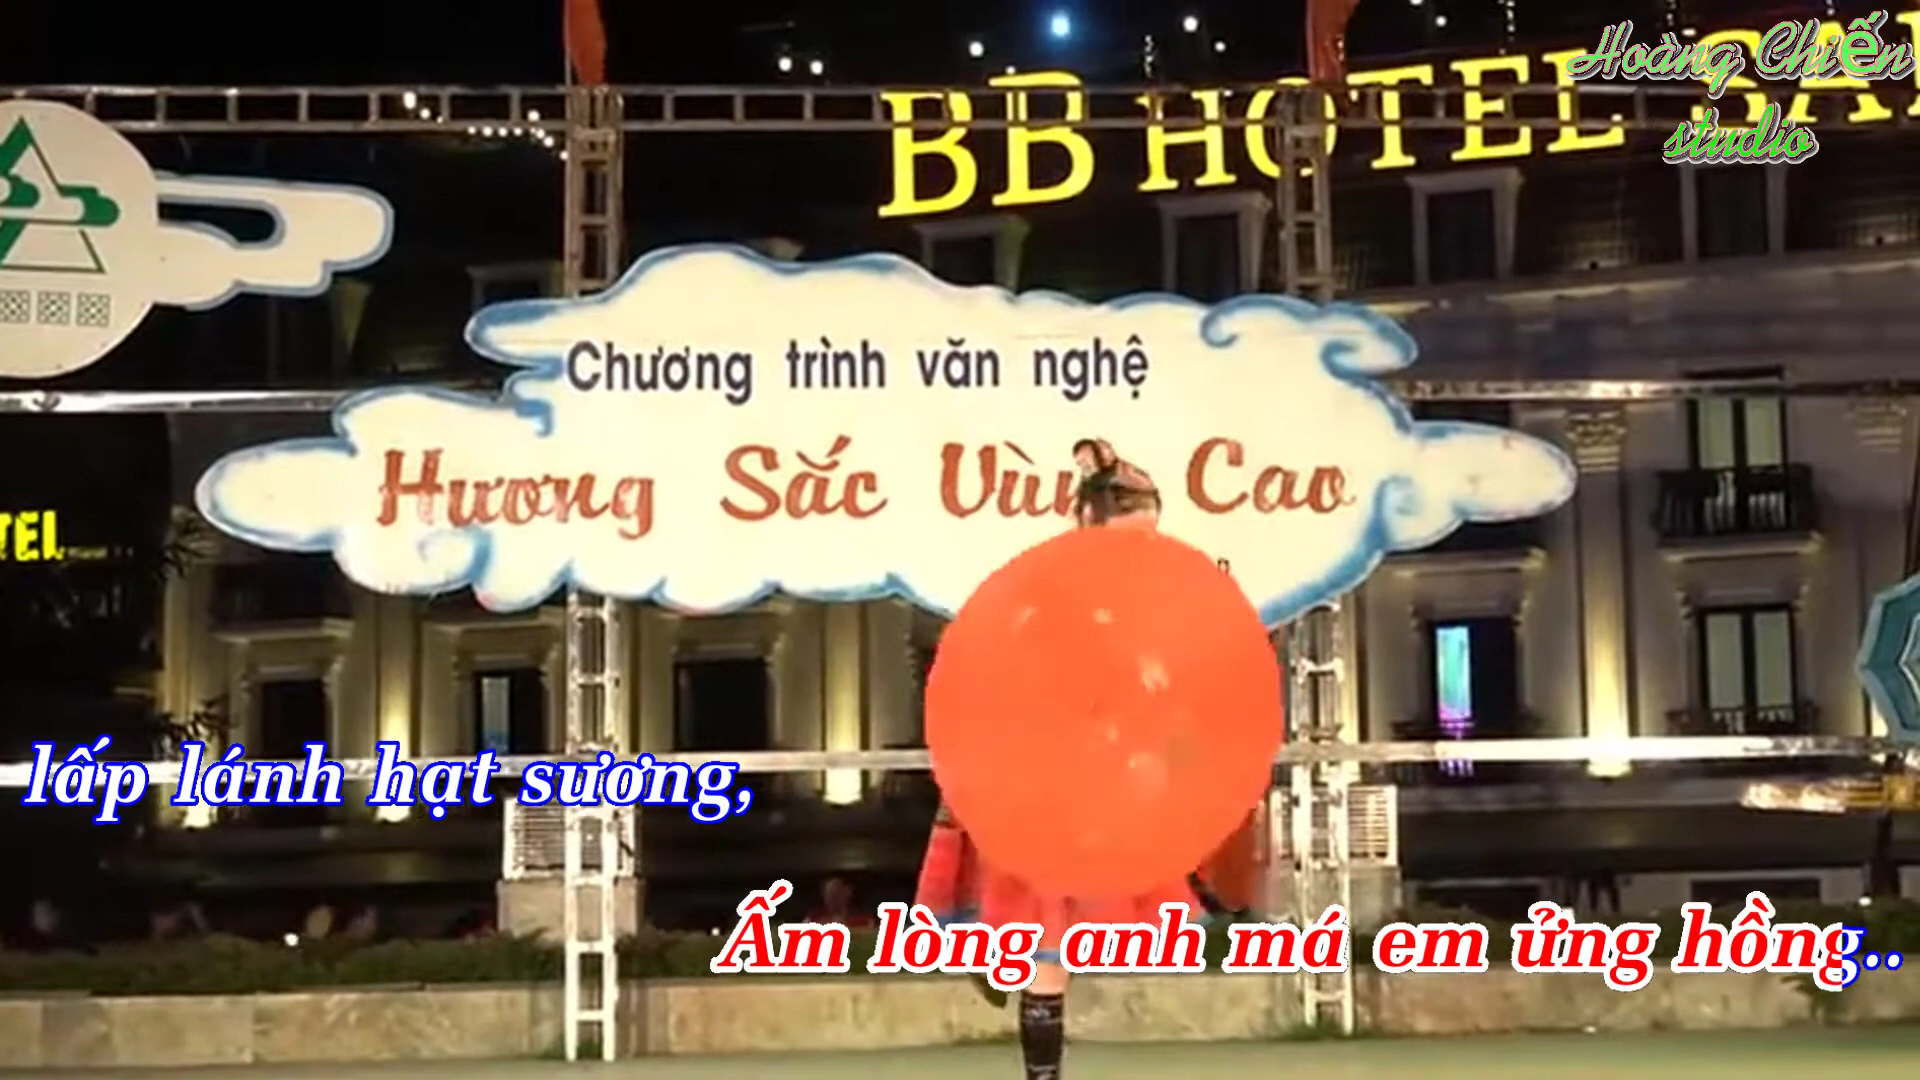 Hoàng Chiến
studio
BB HOTEL SA
Chương trình văn nghệ
Hương Sắc Vùng Cao
TEL
lấp lánh hạt sương,
Ấm lòng anh má em ửng hồng..